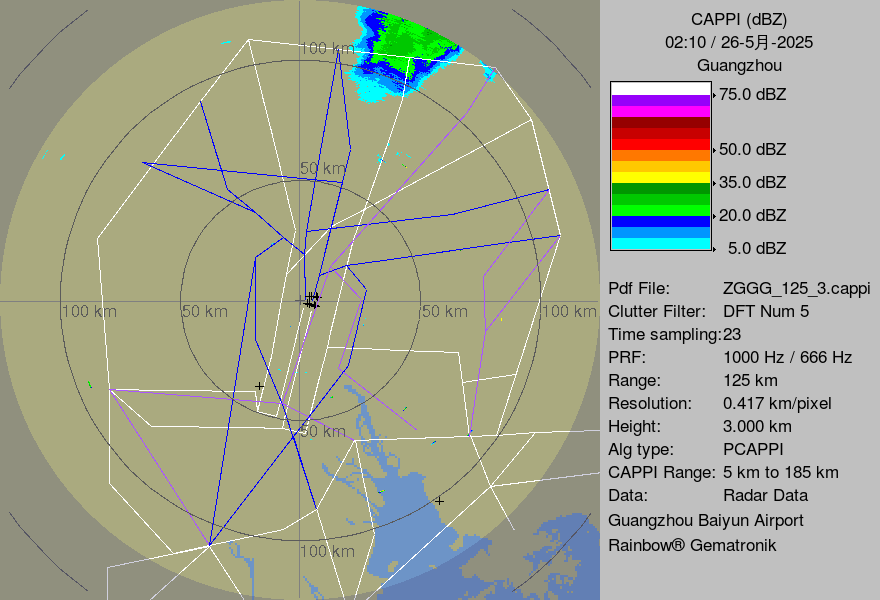 CAPPI (dBZ)
02:10 / 26-5月-2025
Guangzhou
75.0 dBZ
50.0 dBZ
35.0 dBZ
20.0 dBZ
5.0 dBZ
Pdf File: ZGGG_125_3.cappi
Clutter Filter: DFT Num 5
Time sampling:23
PRF: 1000 Hz / 666 Hz
Range: 125 km
Resolution: 0.417 km/pixel
Height: 3.000 km
Alg type: PCAPPI
CAPPI Range: 5 km to 185 km
Data: Radar Data
Guangzhou Baiyun Airport
Rainbow® Gematronik
100 km
50 km
100 km
50 km
50 km
100 km
50 km
100 km